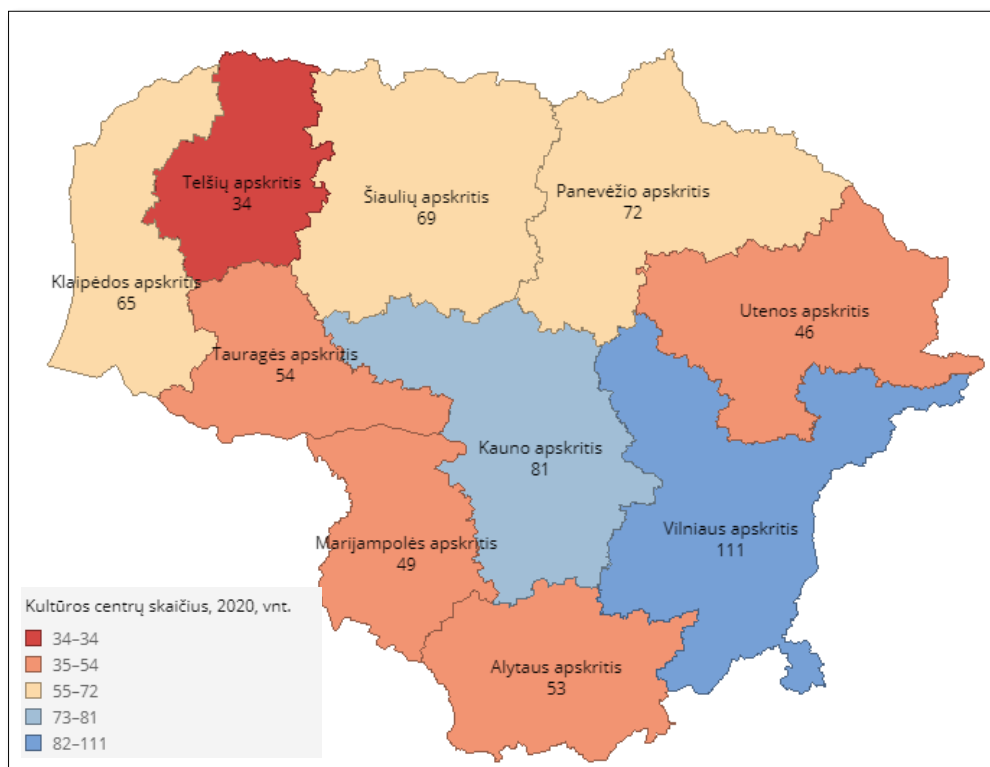 Telšių apskritis
34
Šiaulių apskritis
69
Panevėžio apskritis
72
Klaipėdos apskritis
65
Utenos apskritis
46
Tauragės apskritis
54
Kauno apskritis
81
Vilniaus apskritis
111
Marijampolės apskritis
49
Alytaus apskritis
53
Kultūros centrų skaičius, 2020, vnt.
34–34
35–54
55–72
73–81
82–111